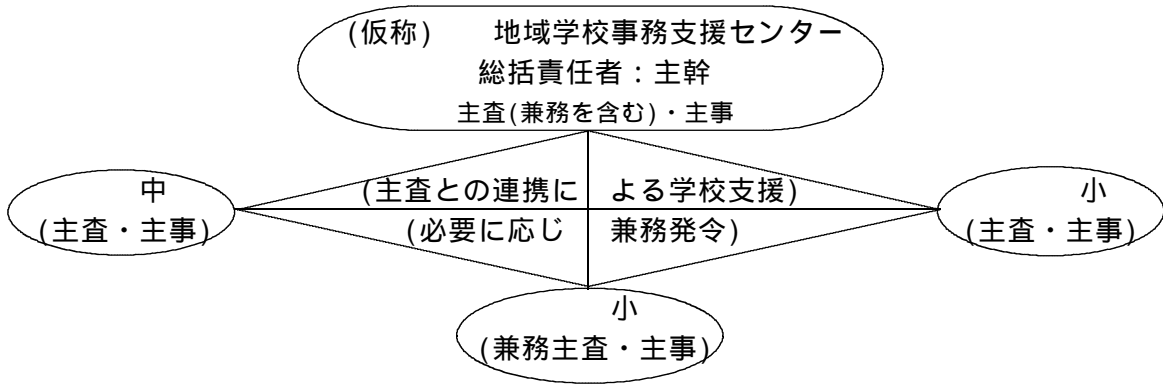 (仮称)　　地域学校事務支援センター
総括責任者：主幹
主査(兼務を含む)・主事
中
(主査・主事)
(主査との連携に　よる学校支援)
(必要に応じ　兼務発令)
小
(主査・主事)
小
(兼務主査・主事)